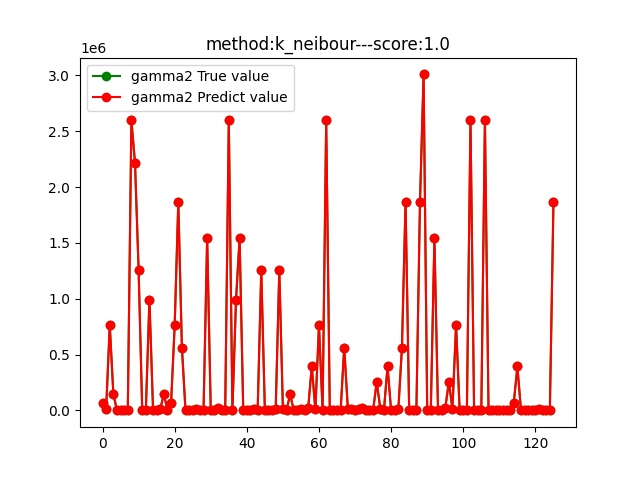 method:k_neibour---score:1.0
1e6
gamma2 True value
gamma2 Predict value
3.0
2.5
2.0
1.5
1.0
0.5
0.0
0 20 40 60 80 100 120